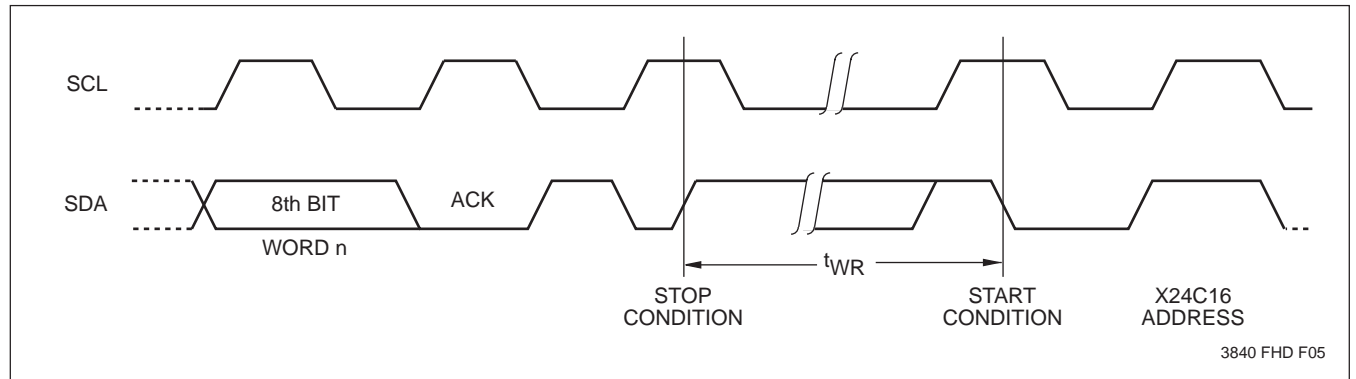 SCL
SDA
8th BIT
ACK
WORD n
tWR
STOP
CONDITION
START
CONDITION
X24C16
ADDRESS
3840 FHD F05